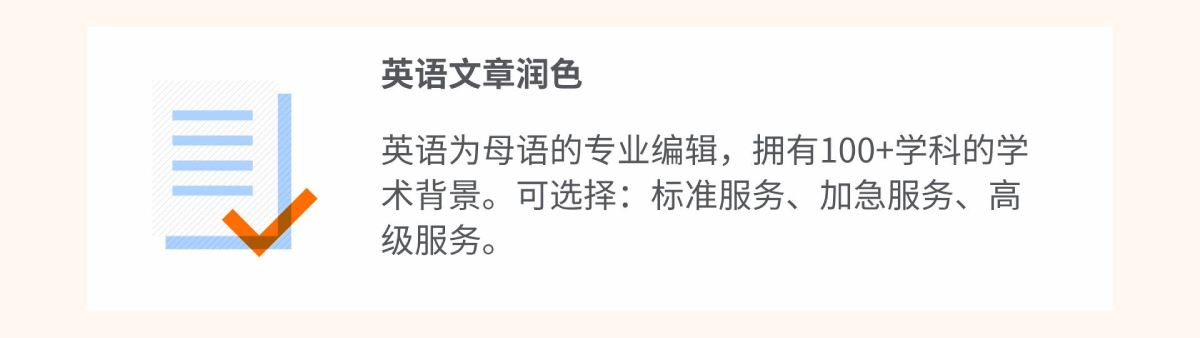 英语文章润色
英语为母语的专业编辑，拥有100+学科的学
术背景。可选择：标准服务、加急服务、高
级服务。